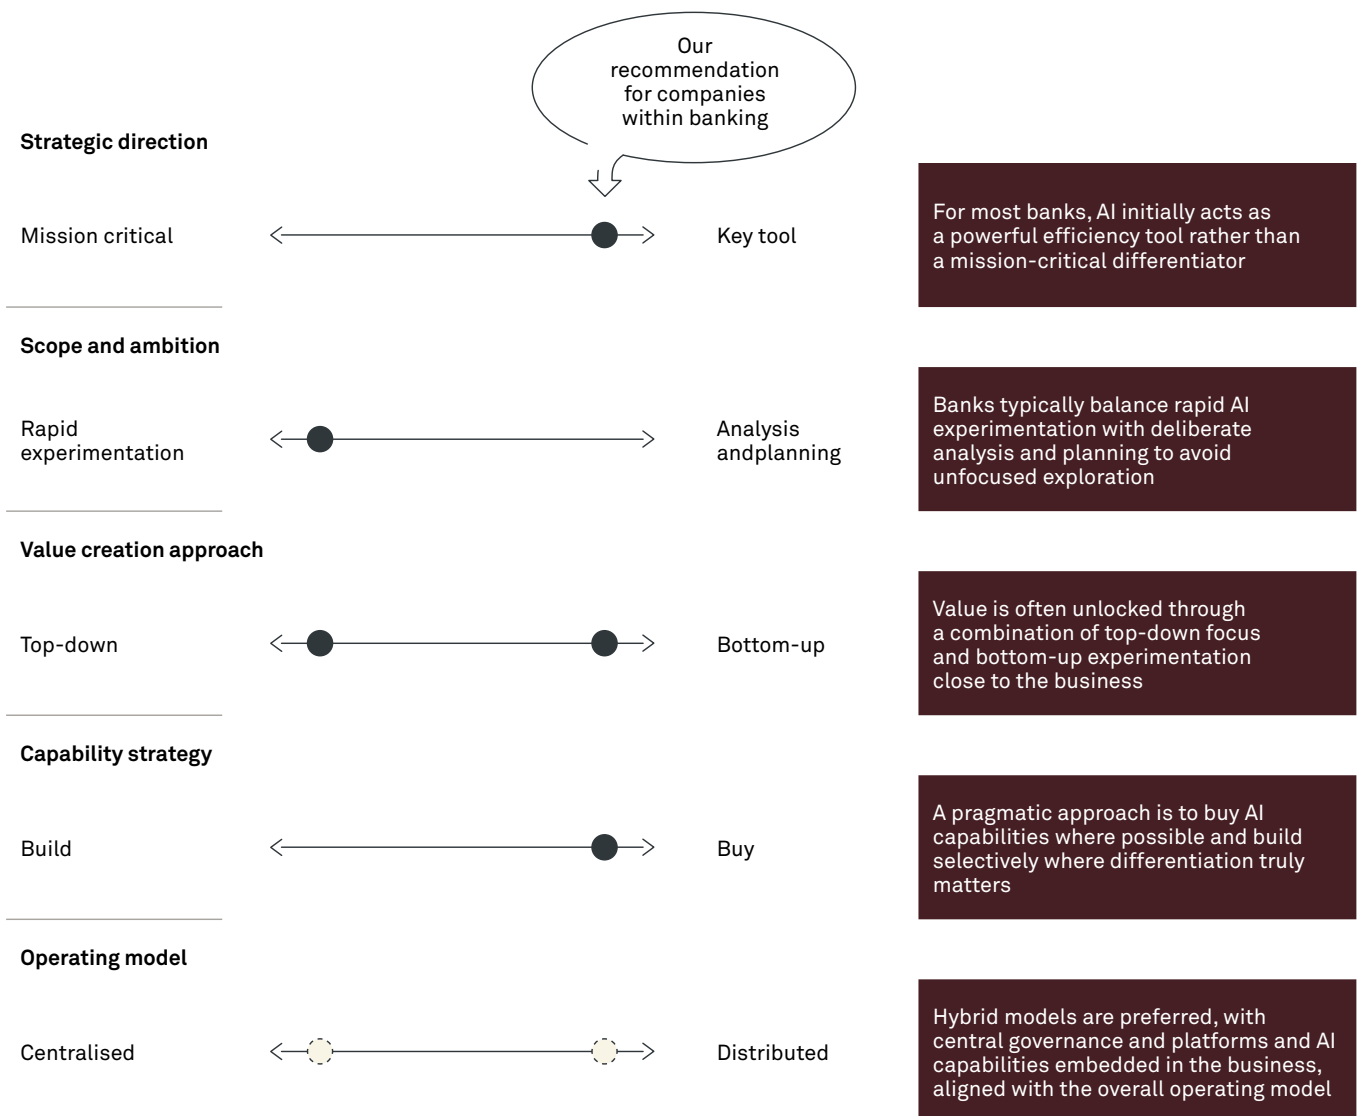 Our
recommendation
for companies
within banking
Strategic direction
Mission critical
Key tool
For most banks, AI initially acts as
a powerful efficiency tool rather than
a mission-critical differentiator
Scope and ambition
Rapid
experimentation
Analysis
andplanning
Banks typically balance rapid AI
experimentation with deliberate
analysis and planning to avoid
unfocused exploration
Value creation approach
Top-down
Bottom-up
Value is often unlocked through
a combination of top-down focus
and bottom-up experimentation
close to the business
Capability strategy
Build
Buy
A pragmatic approach is to buy AI
capabilities where possible and build
selectively where differentiation truly
matters
Operating model
Centralised
Distributed
Hybrid models are preferred, with
central governance and platforms and AI
capabilities embedded in the business,
aligned with the overall operating model